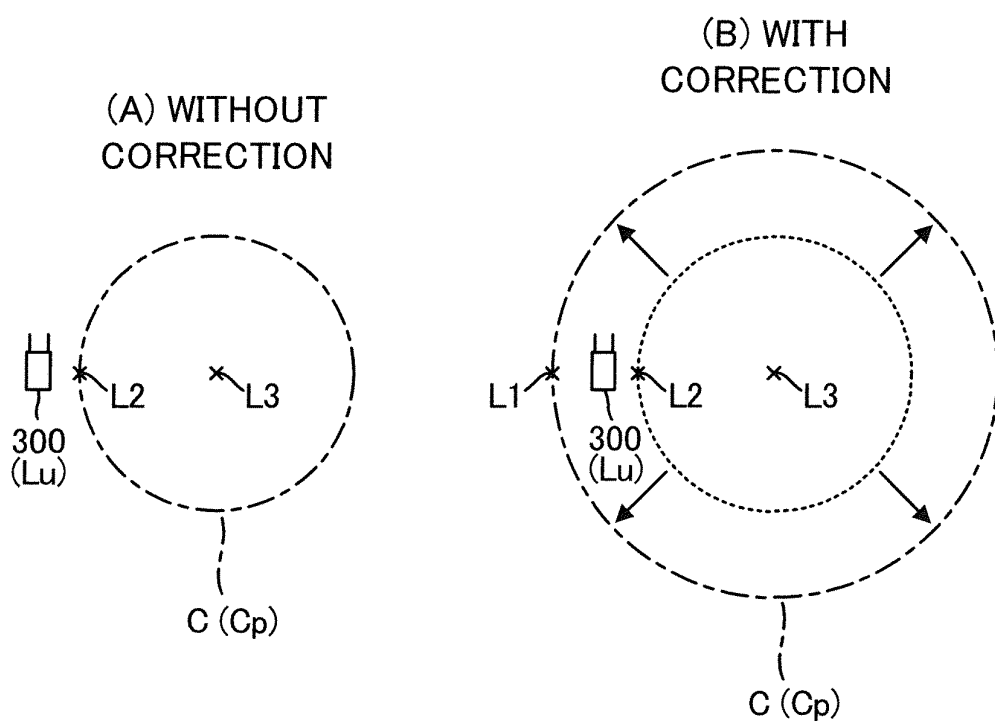 (A) WITHOUT
CORRECTION
L2
L3
300
(Lu)
C (Cp)
(B) WITH
CORRECTION
L1
L2
L3
300
(Lu)
C (Cp)